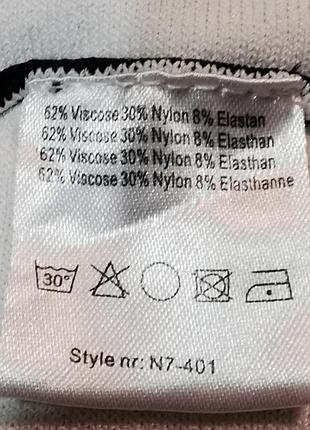 62% Viscose 30% Nylon 8% Elastan
62% Viscose 30% Nylon 8% Elasthan
62% Viscose 30% Nylon 8% Elasthan
62% Viscose 30% Nylon 8% Elasthanne
30°
Style nr: N7-401